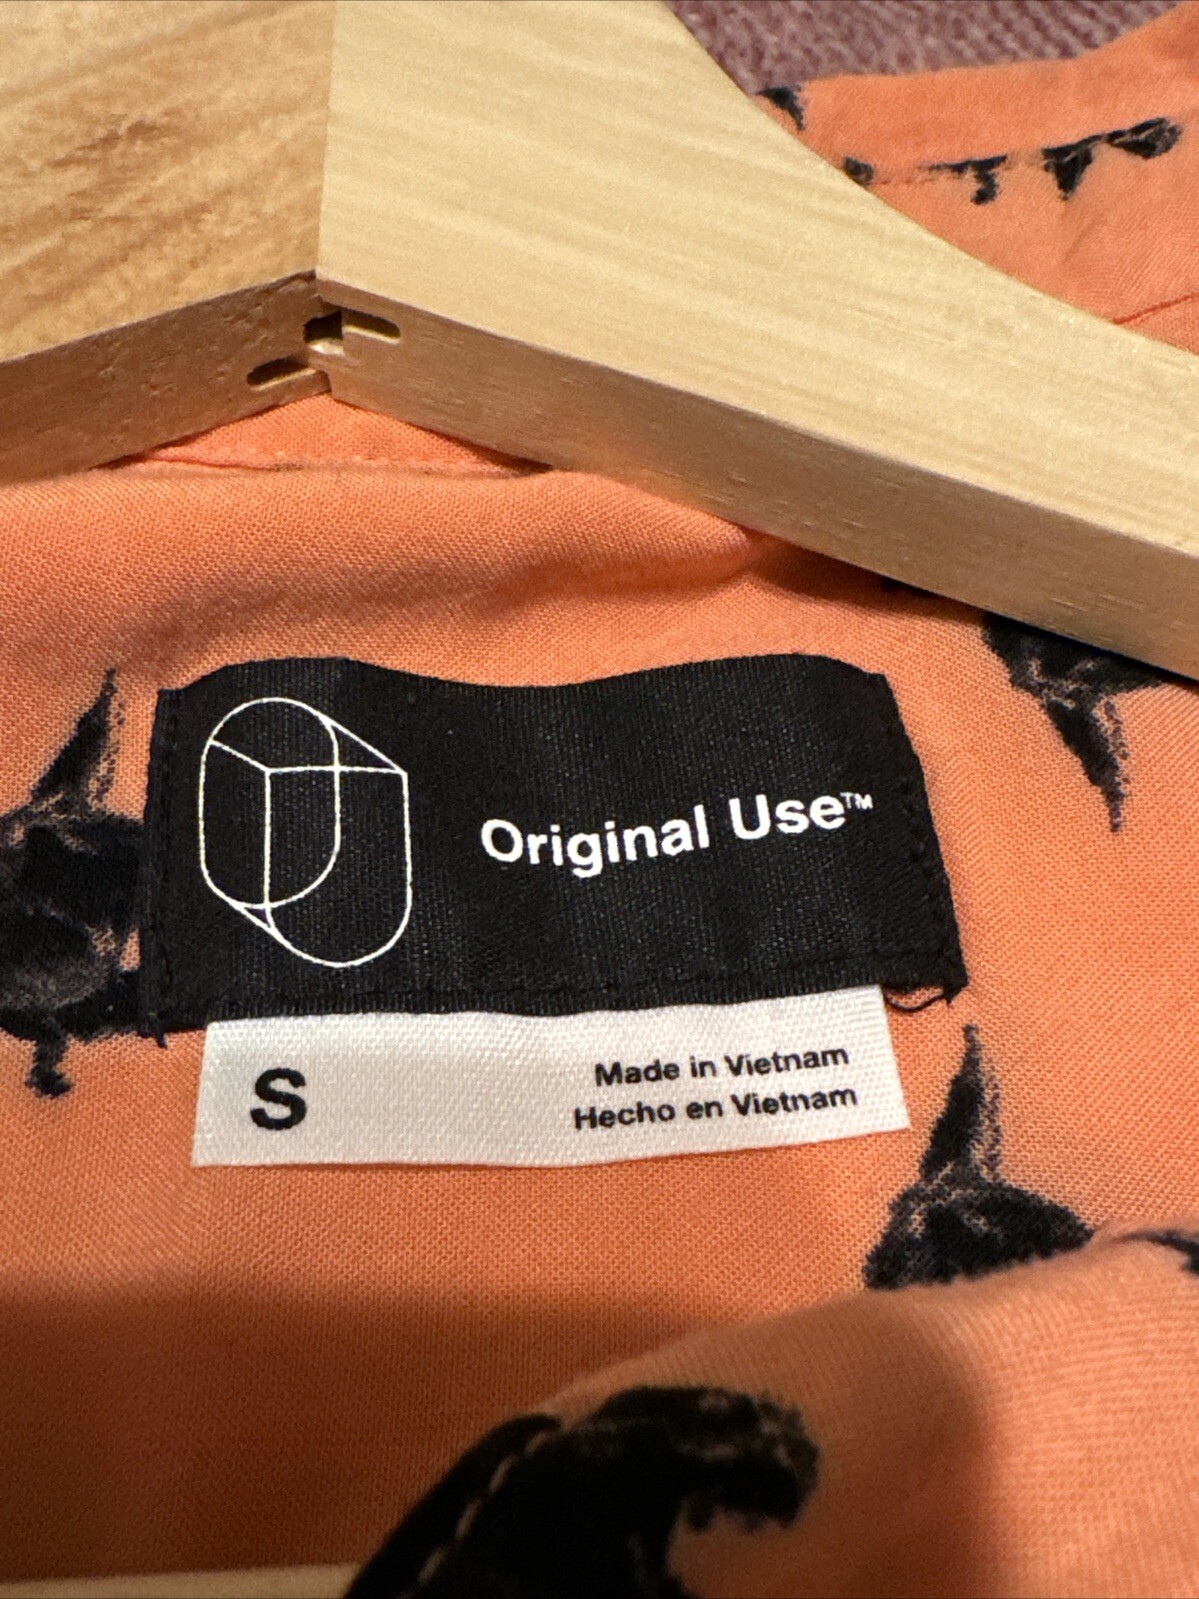 Original Use™
S
Made in Vietnam
Hecho en Vietnam